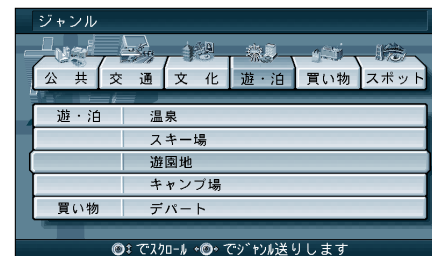 ジャンル
公共 交通 文化 遊・泊 買い物 スポット
遊・泊 温泉
スキー場
遊園地
キャンプ場
買い物 デパート
◎↕ でスクロール ◎ でジャンル送りします